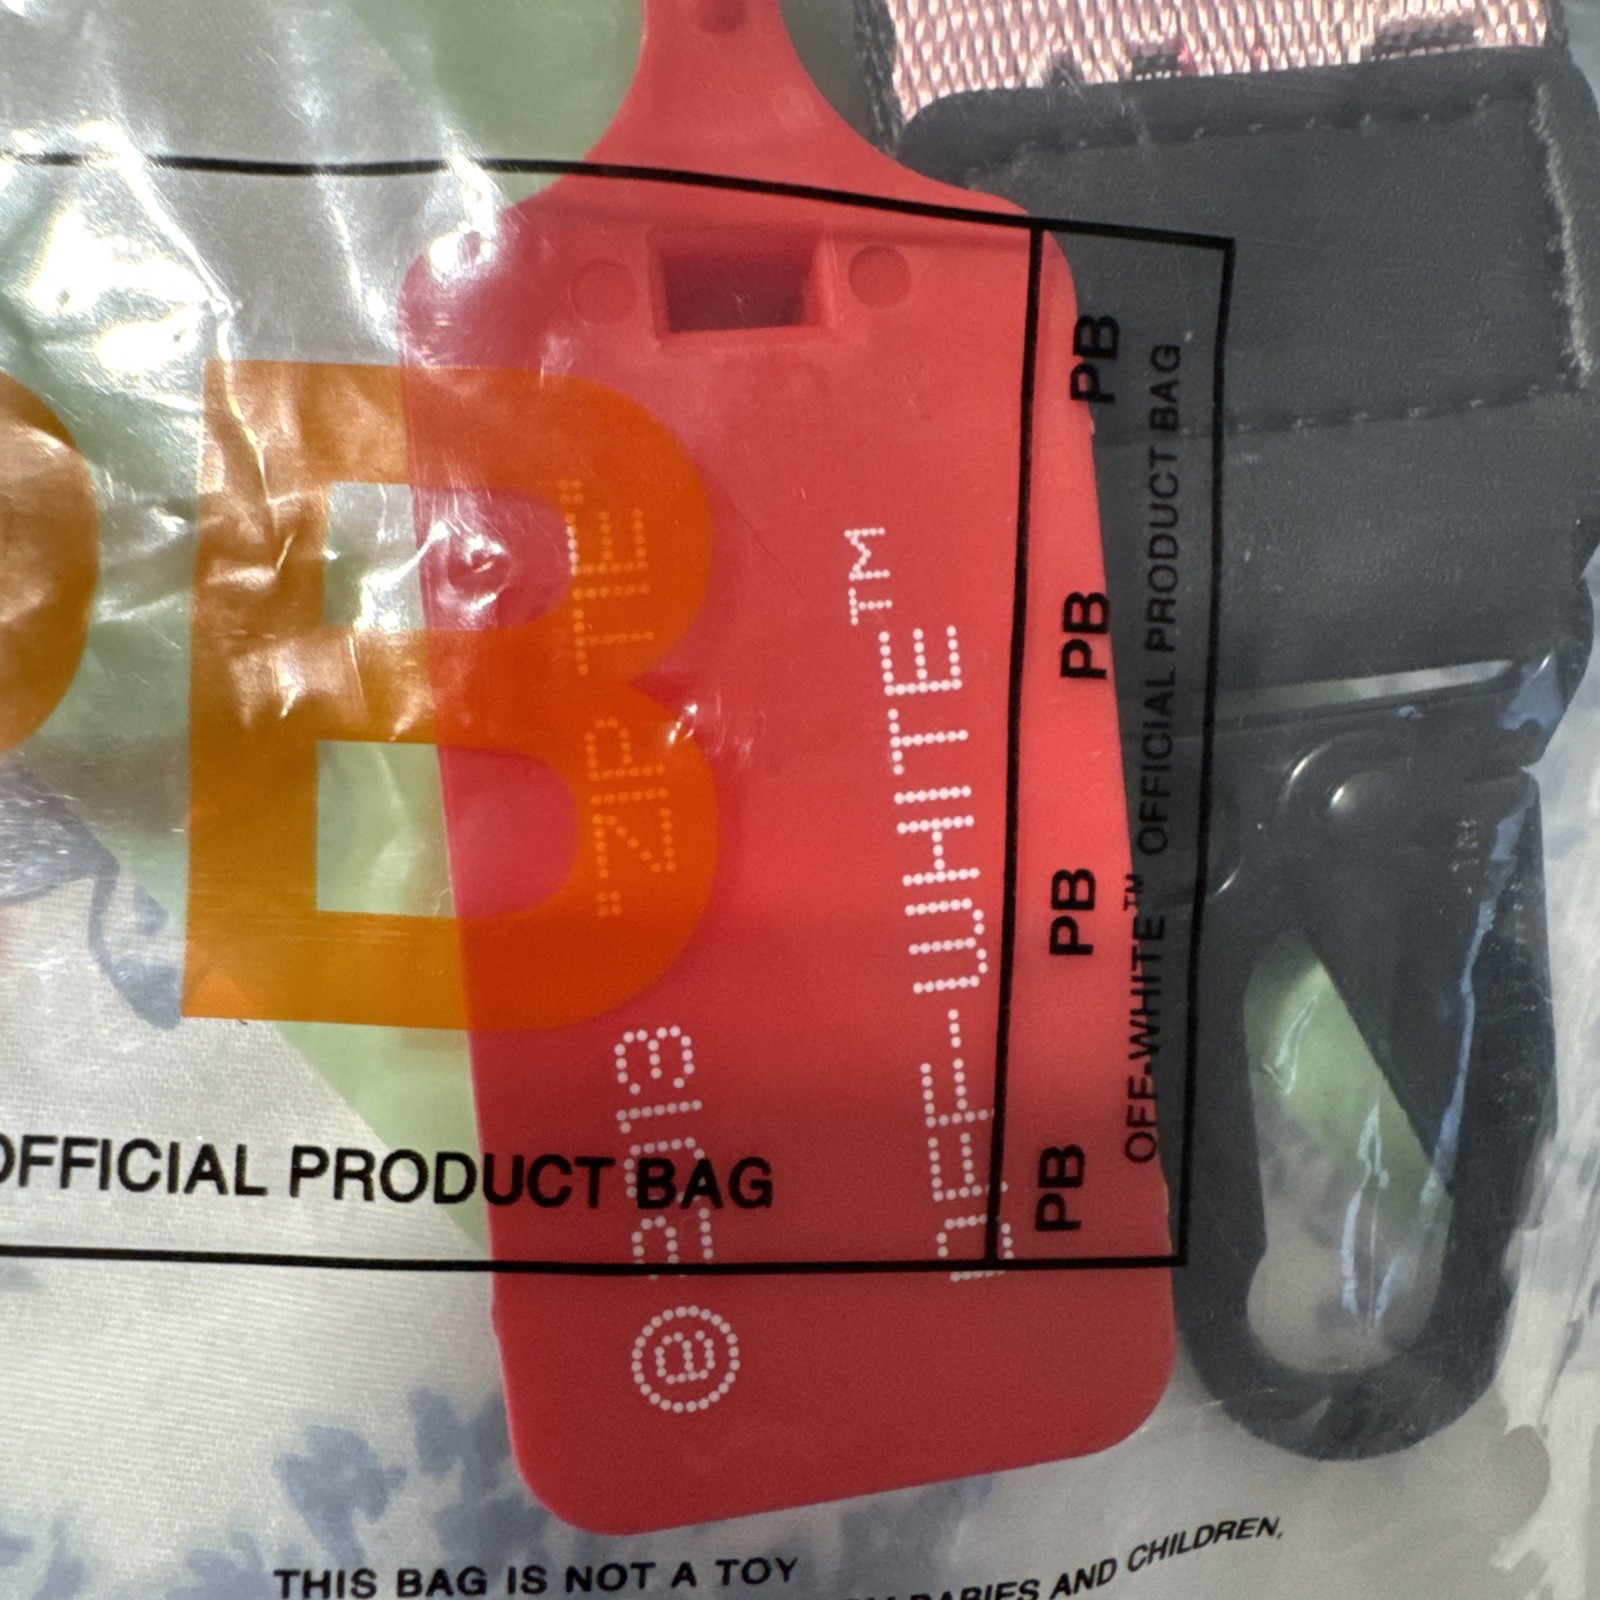 B
OFFICIAL PRODUCT BAG
PB
PB
PB
PB
OFF-WHITE™ OFFICIAL PRODUCT BAG
OFF-WHITE™
® 2013 "ZIP TIE"
THIS BAG IS NOT A TOY
BABIES AND CHILDREN,